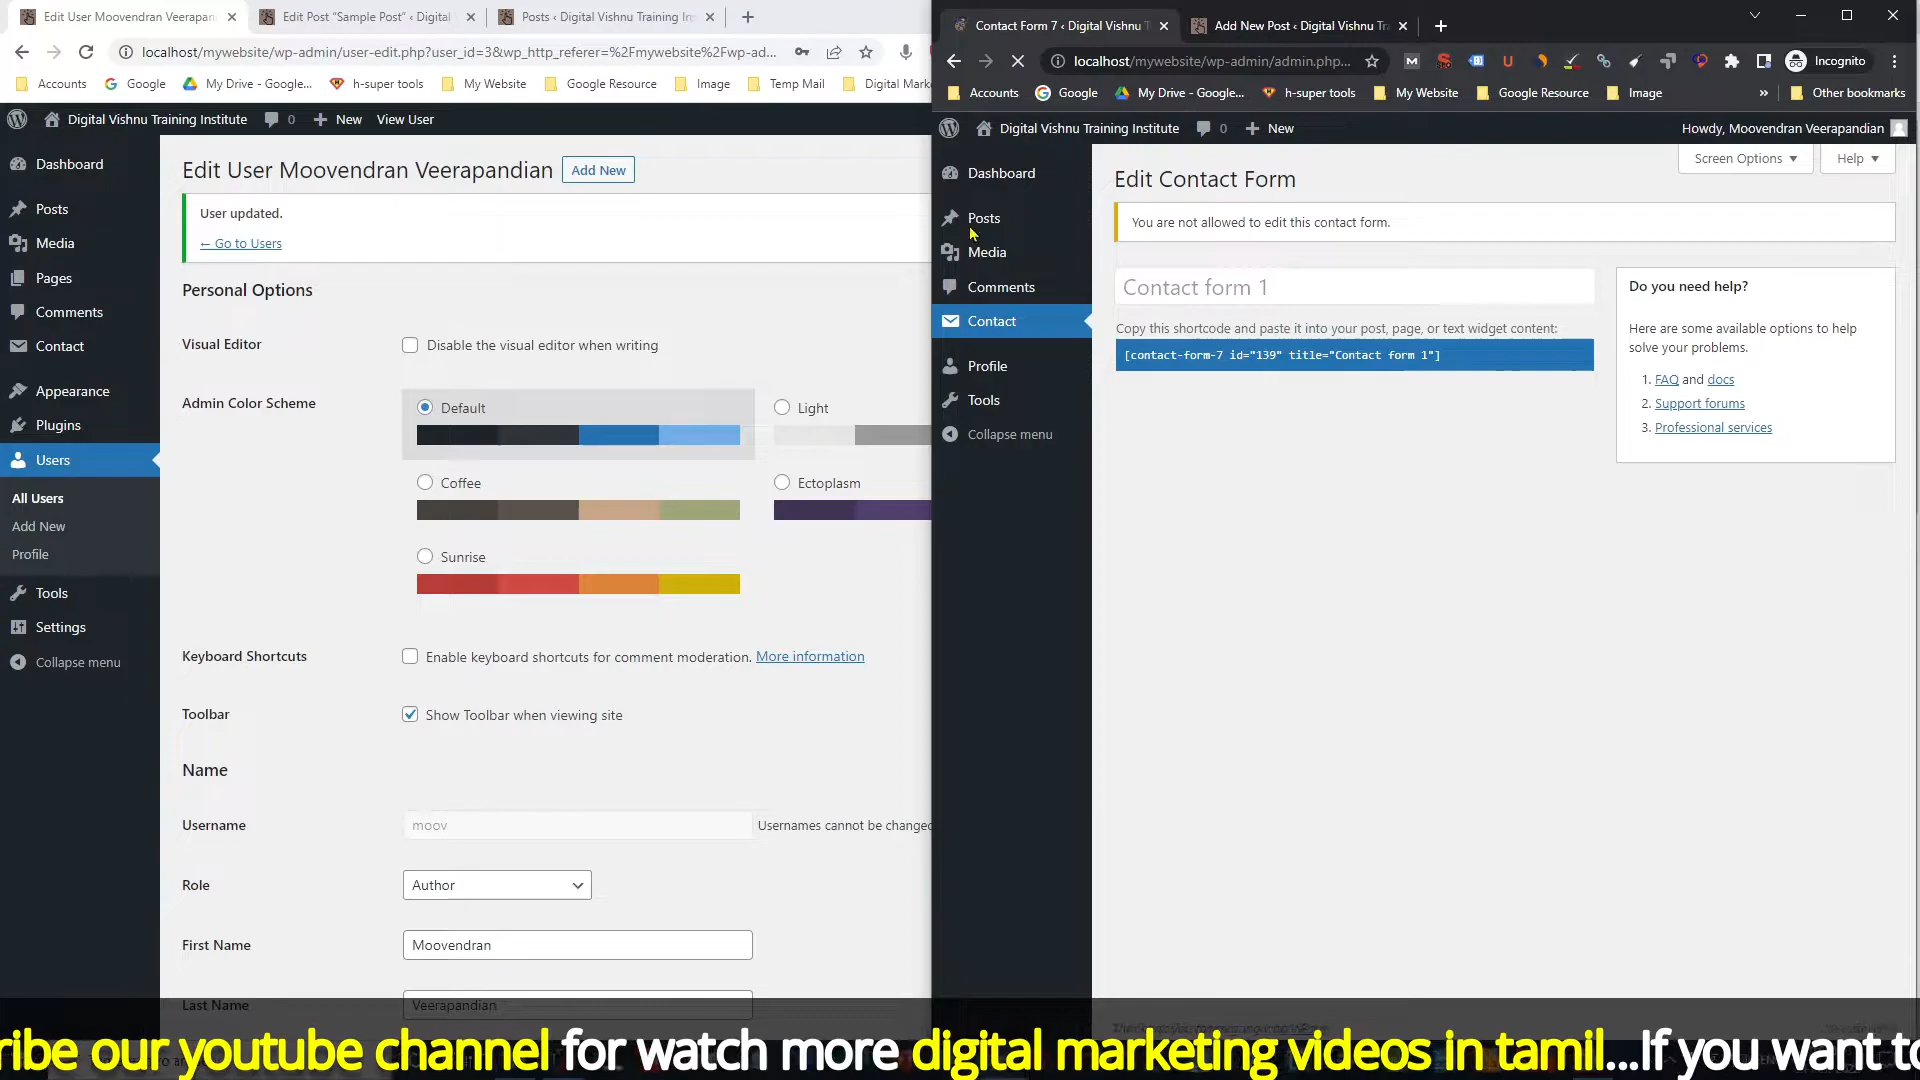 Edit User Moovendran Veerapan
Edit Post “Sample Post” ‹ Digital
Posts ‹ Digital Vishnu Training In
localhost/mywebsite/wp-admin/user-edit.php?user_id=3&wp_http_referer=%2Fmywebsite%2Fwp-ad...
Accounts
Google
My Drive - Google...
h-super tools
My Website
Google Resource
Image
Temp Mail
Digital Mark
Digital Vishnu Training Institute
0
New
View User
Dashboard
Posts
Media
Pages
Comments
Contact
Appearance
Plugins
Users
All Users
Add New
Profile
Tools
Settings
Collapse menu
Edit User Moovendran Veerapandian
Add New
User updated.
← Go to Users
Personal Options
Visual Editor
Disable the visual editor when writing
Admin Color Scheme
Default
Light
Coffee
Ectoplasm
Sunrise
Keyboard Shortcuts
Enable keyboard shortcuts for comment moderation. More information
Toolbar
Show Toolbar when viewing site
Name
Username
moov
Usernames cannot be changed
Role
Author
First Name
Moovendran
Last Name
Veerapandian
Contact Form 7 ‹ Digital Vishnu T
Add New Post ‹ Digital Vishnu Tra
localhost/mywebsite/wp-admin/admin.php...
Incognito
Accounts
Google
My Drive - Google...
h-super tools
My Website
Google Resource
Image
»
Other bookmarks
Digital Vishnu Training Institute
0
New
Howdy, Moovendran Veerapandian
Dashboard
Posts
Media
Comments
Contact
Profile
Tools
Collapse menu
Screen Options
Help
Edit Contact Form
You are not allowed to edit this contact form.
Contact form 1
Copy this shortcode and paste it into your post, page, or text widget content:
[contact-form-7 id="139" title="Contact form 1"]
Do you need help?
Here are some available options to help
solve your problems.
1. FAQ and docs
2. Support forums
3. Professional services
ribe our youtube channel for watch more digital marketing videos in tamil...If you want to